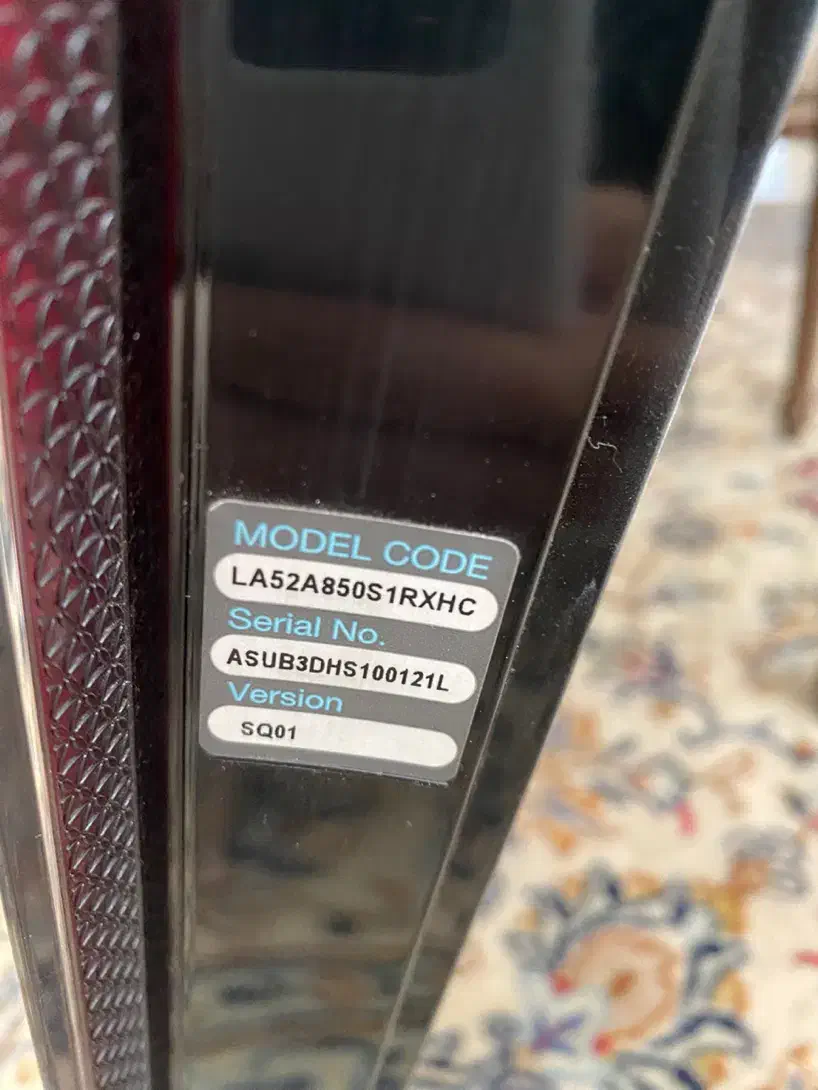 MODEL CODE
LA52A850S1RXHC
Serial No.
ASUB3DHS100121L
Version
SQ01